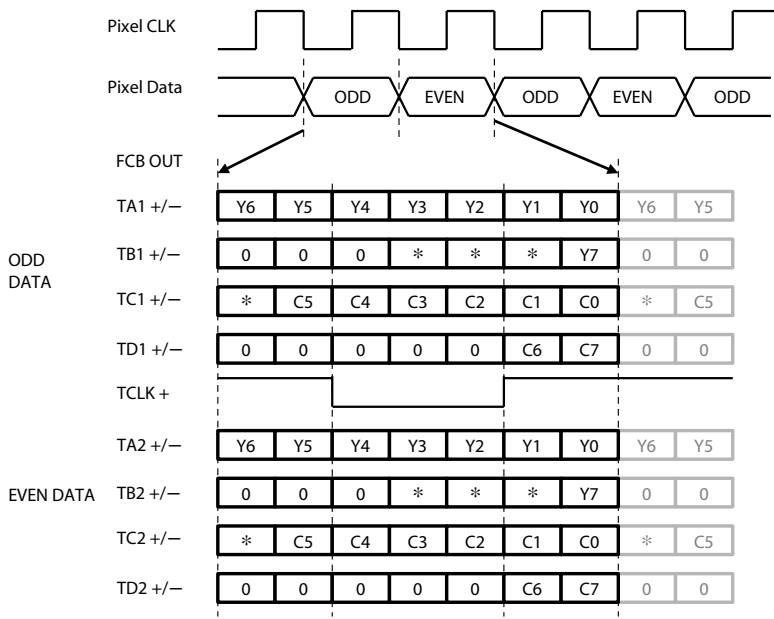 Pixel CLK
Pixel Data ODD EVEN ODD EVEN ODD
FCB OUT
TA1 +/− Y6 Y5 Y4 Y3 Y2 Y1 Y0 Y6 Y5
ODD DATA
TB1 +/− 0 0 0 * * * Y7 0 0
TC1 +/− * C5 C4 C3 C2 C1 C0 * C5
TD1 +/− 0 0 0 0 0 C6 C7 0 0
TCLK +
TA2 +/− Y6 Y5 Y4 Y3 Y2 Y1 Y0 Y6 Y5
EVEN DATA TB2 +/− 0 0 0 * * * Y7 0 0
TC2 +/− * C5 C4 C3 C2 C1 C0 * C5
TD2 +/− 0 0 0 0 0 C6 C7 0 0